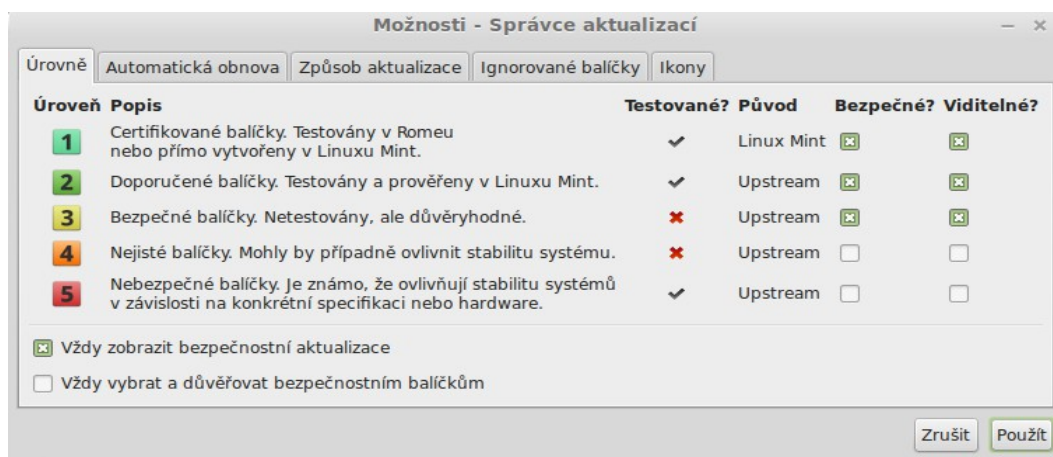 Možnosti - Správce aktualizací
Úrovně Automatická obnova Způsob aktualizace Ignorované balíčky Ikony
Úroveň Popis Testované? Původ Bezpečné? Viditelné?
1 Certifikované balíčky. Testovány v Romeu
nebo přímo vytvořeny v Linuxu Mint. Linux Mint
2 Doporučené balíčky. Testovány a prověřeny v Linuxu Mint. Upstream
3 Bezpečné balíčky. Netestovány, ale důvěryhodné. Upstream
4 Nejisté balíčky. Mohly by případně ovlivnit stabilitu systému. Upstream
5 Nebezpečné balíčky. Je známo, že ovlivňují stabilitu systémů
v závislosti na konkrétní specifikaci nebo hardware. Upstream
Vždy zobrazit bezpečnostní aktualizace
Vždy vybrat a důvěřovat bezpečnostním balíčkům
Zrušit Použít